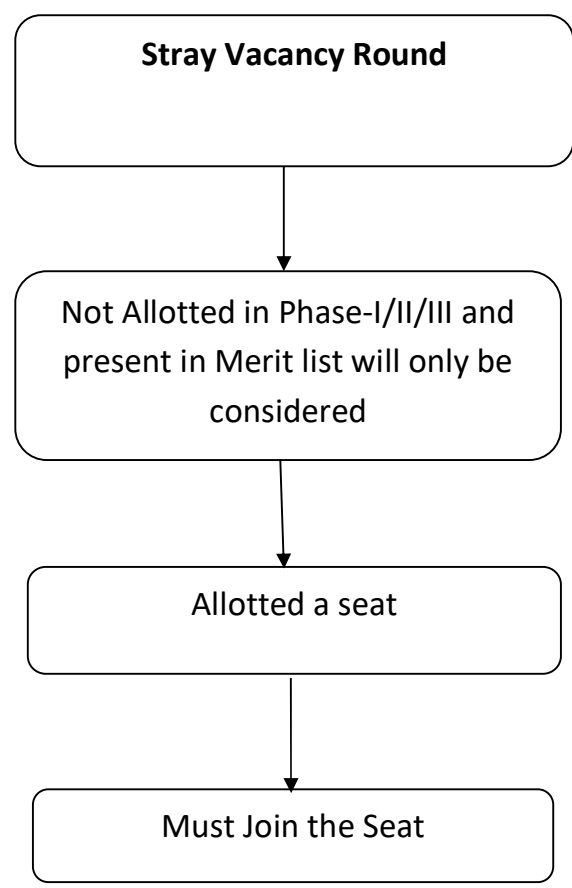 Stray Vacancy Round
Not Allotted in Phase-I/II/III and
present in Merit list will only be
considered
Allotted a seat
Must Join the Seat